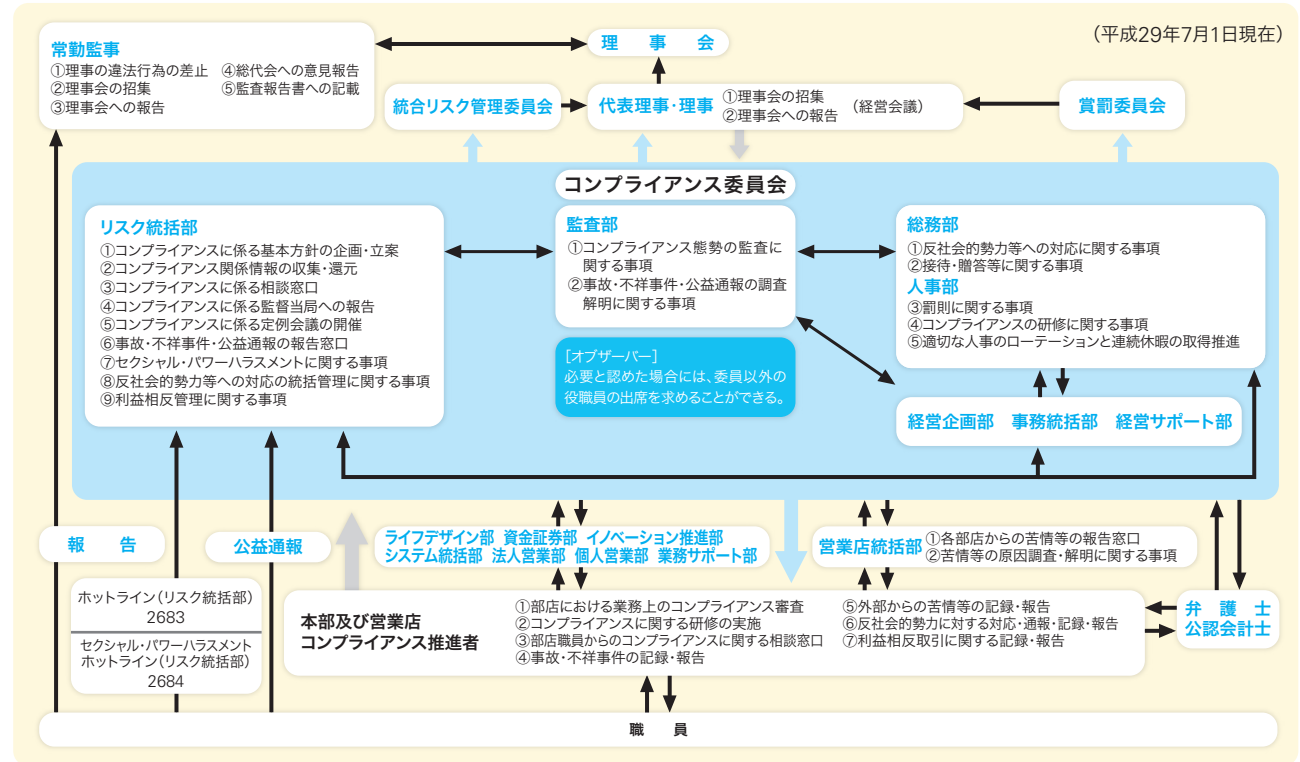 (平成29年7月1日現在)
常勤監事
①理事の違法行為の差止 ④総代会への意見報告
②理事会の招集 ⑤監査報告書への記載
③理事会への報告
理 事 会
統合リスク管理委員会
代表理事・理事
①理事会の招集
②理事会への報告
(経営会議)
賞罰委員会
コンプライアンス委員会
リスク統括部
①コンプライアンスに係る基本方針の企画・立案
②コンプライアンス関係情報の収集・還元
③コンプライアンスに係る相談窓口
④コンプライアンスに係る監督当局への報告
⑤コンプライアンスに係る定例会議の開催
⑥事故・不祥事件・公益通報の報告窓口
⑦セクシャル・パワーハラスメントに関する事項
⑧反社会的勢力等への対応の統括管理に関する事項
⑨利益相反管理に関する事項
監査部
①コンプライアンス態勢の監査に
関する事項
②事故・不祥事件・公益通報の調査
解明に関する事項
[オブザーバー]
必要と認めた場合には、委員以外の
役職員の出席を求めることができる。
総務部
①反社会的勢力等への対応に関する事項
②接待・贈答等に関する事項
人事部
③罰則に関する事項
④コンプライアンスの研修に関する事項
⑤適切な人事のローテーションと連続休暇の取得推進
経営企画部 事務統括部 経営サポート部
報 告
公益通報
ライフデザイン部 資金証券部 イノベーション推進部
システム統括部 法人営業部 個人営業部 業務サポート部
営業店統括部
①各部店からの苦情等の報告窓口
②苦情等の原因調査・解明に関する事項
ホットライン(リスク統括部)
2683
セクシャル・パワーハラスメント
ホットライン(リスク統括部)
2684
本部及び営業店
コンプライアンス推進者
①部店における業務上のコンプライアンス審査
②コンプライアンスに関する研修の実施
③部店職員からのコンプライアンスに関する相談窓口
④事故・不祥事件の記録・報告
⑤外部からの苦情等の記録・報告
⑥反社会的勢力に対する対応・通報・記録・報告
⑦利益相反取引に関する記録・報告
弁 護 士
公認会計士
職 員